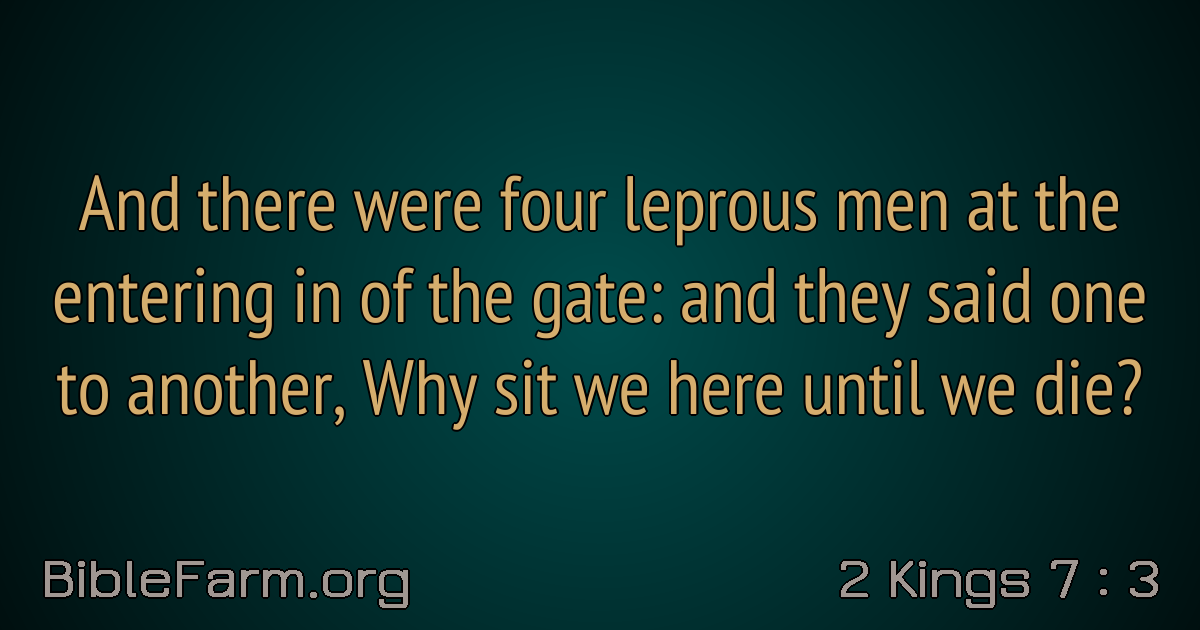 And there were four leprous men at the
entering in of the gate: and they said one
to another, Why sit we here until we die?
BibleFarm.org
2 Kings 7 : 3